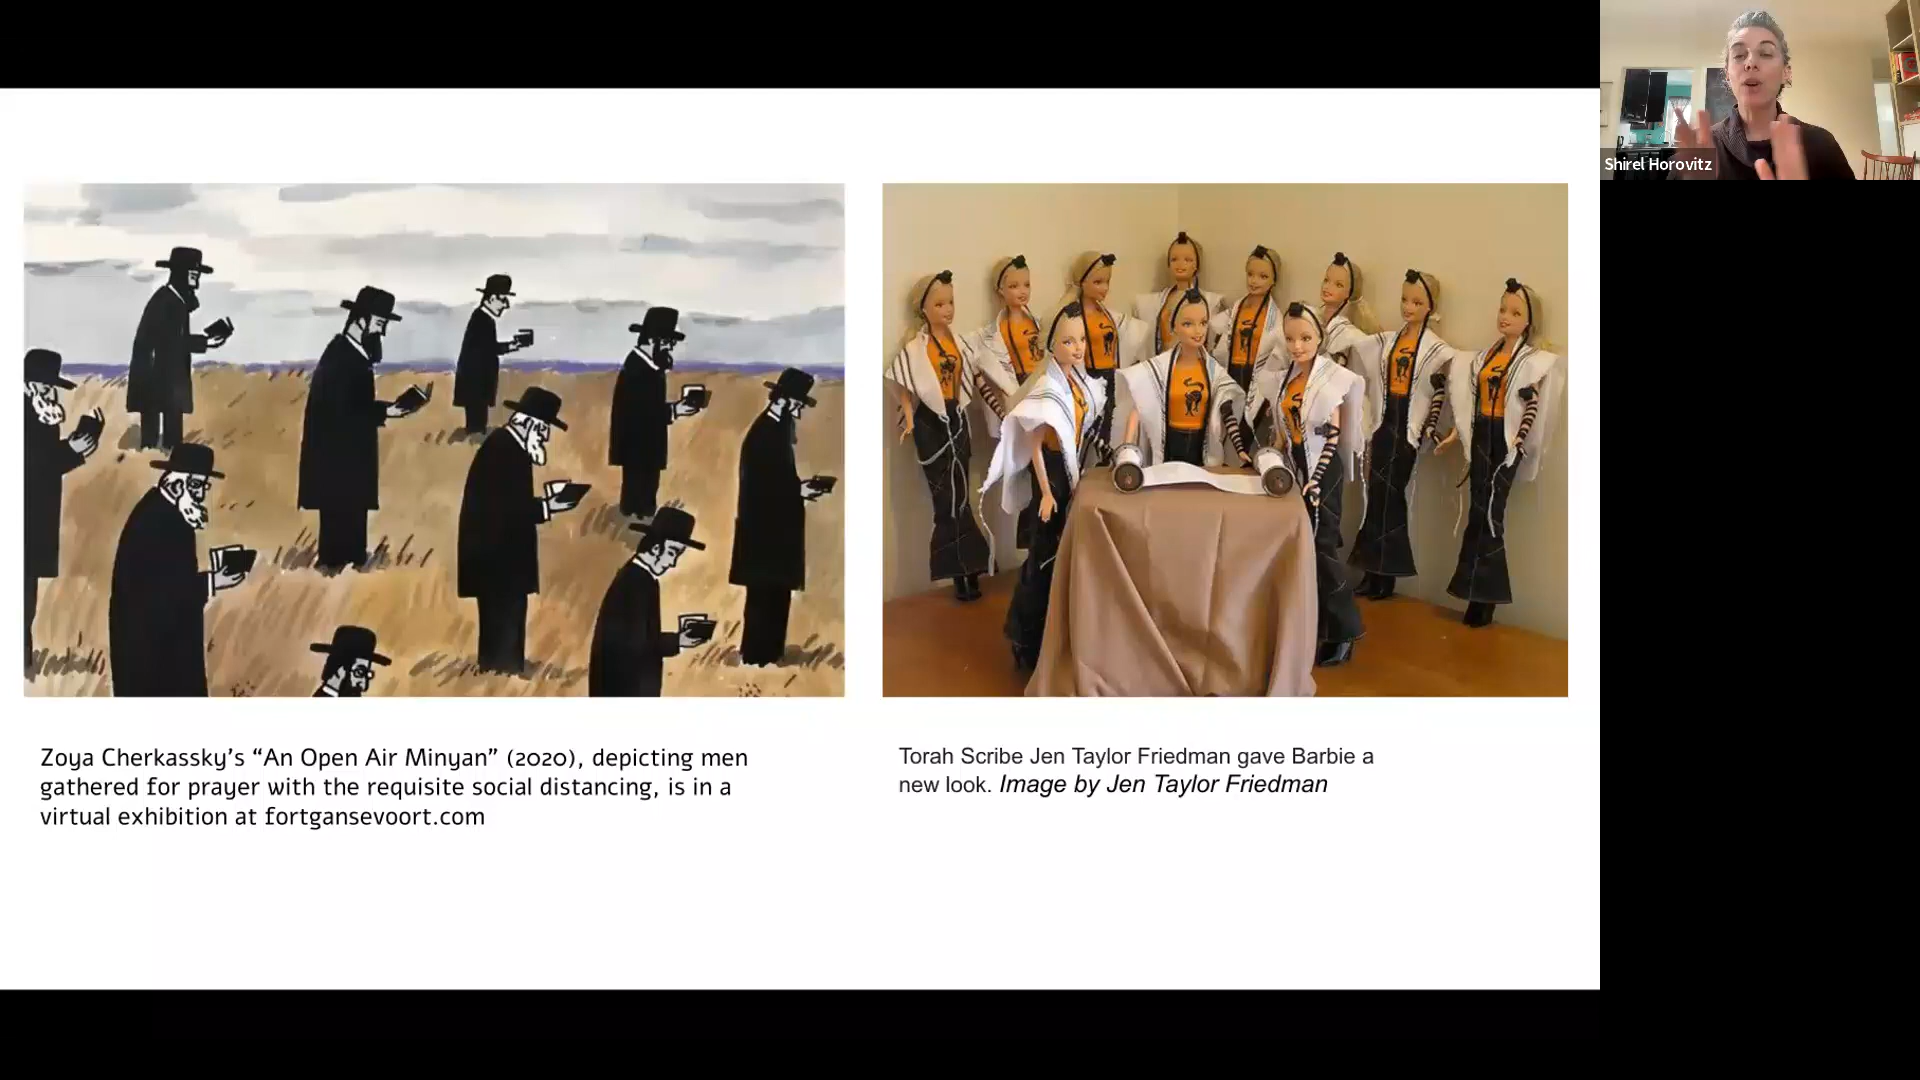 Shirel Horovitz
Zoya Cherkassky’s “An Open Air Minyan” (2020), depicting men
gathered for prayer with the requisite social distancing, is in a
virtual exhibition at fortgansevoort.com
Torah Scribe Jen Taylor Friedman gave Barbie a
new look. Image by Jen Taylor Friedman